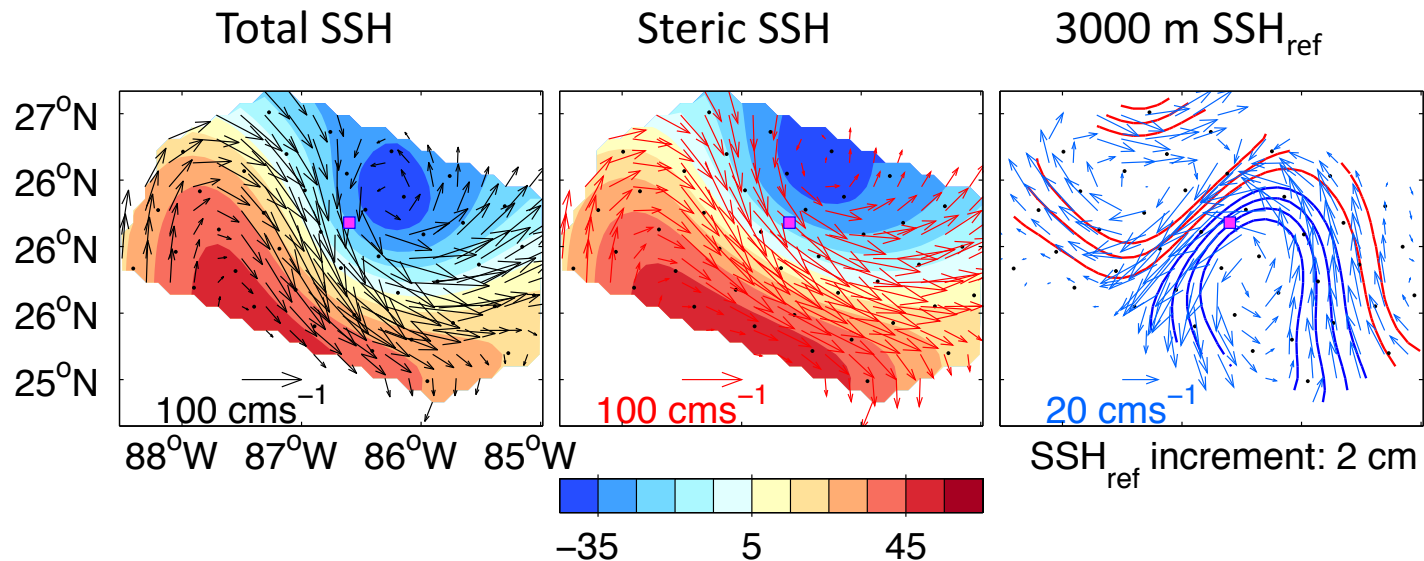 Total SSH
Steric SSH
3000 m SSH_ref
27°N
26°N
26°N
26°N
25°N
100 cms⁻¹
100 cms⁻¹
20 cms⁻¹
88°W 87°W 86°W 85°W
SSH_ref increment: 2 cm
−35 5 45